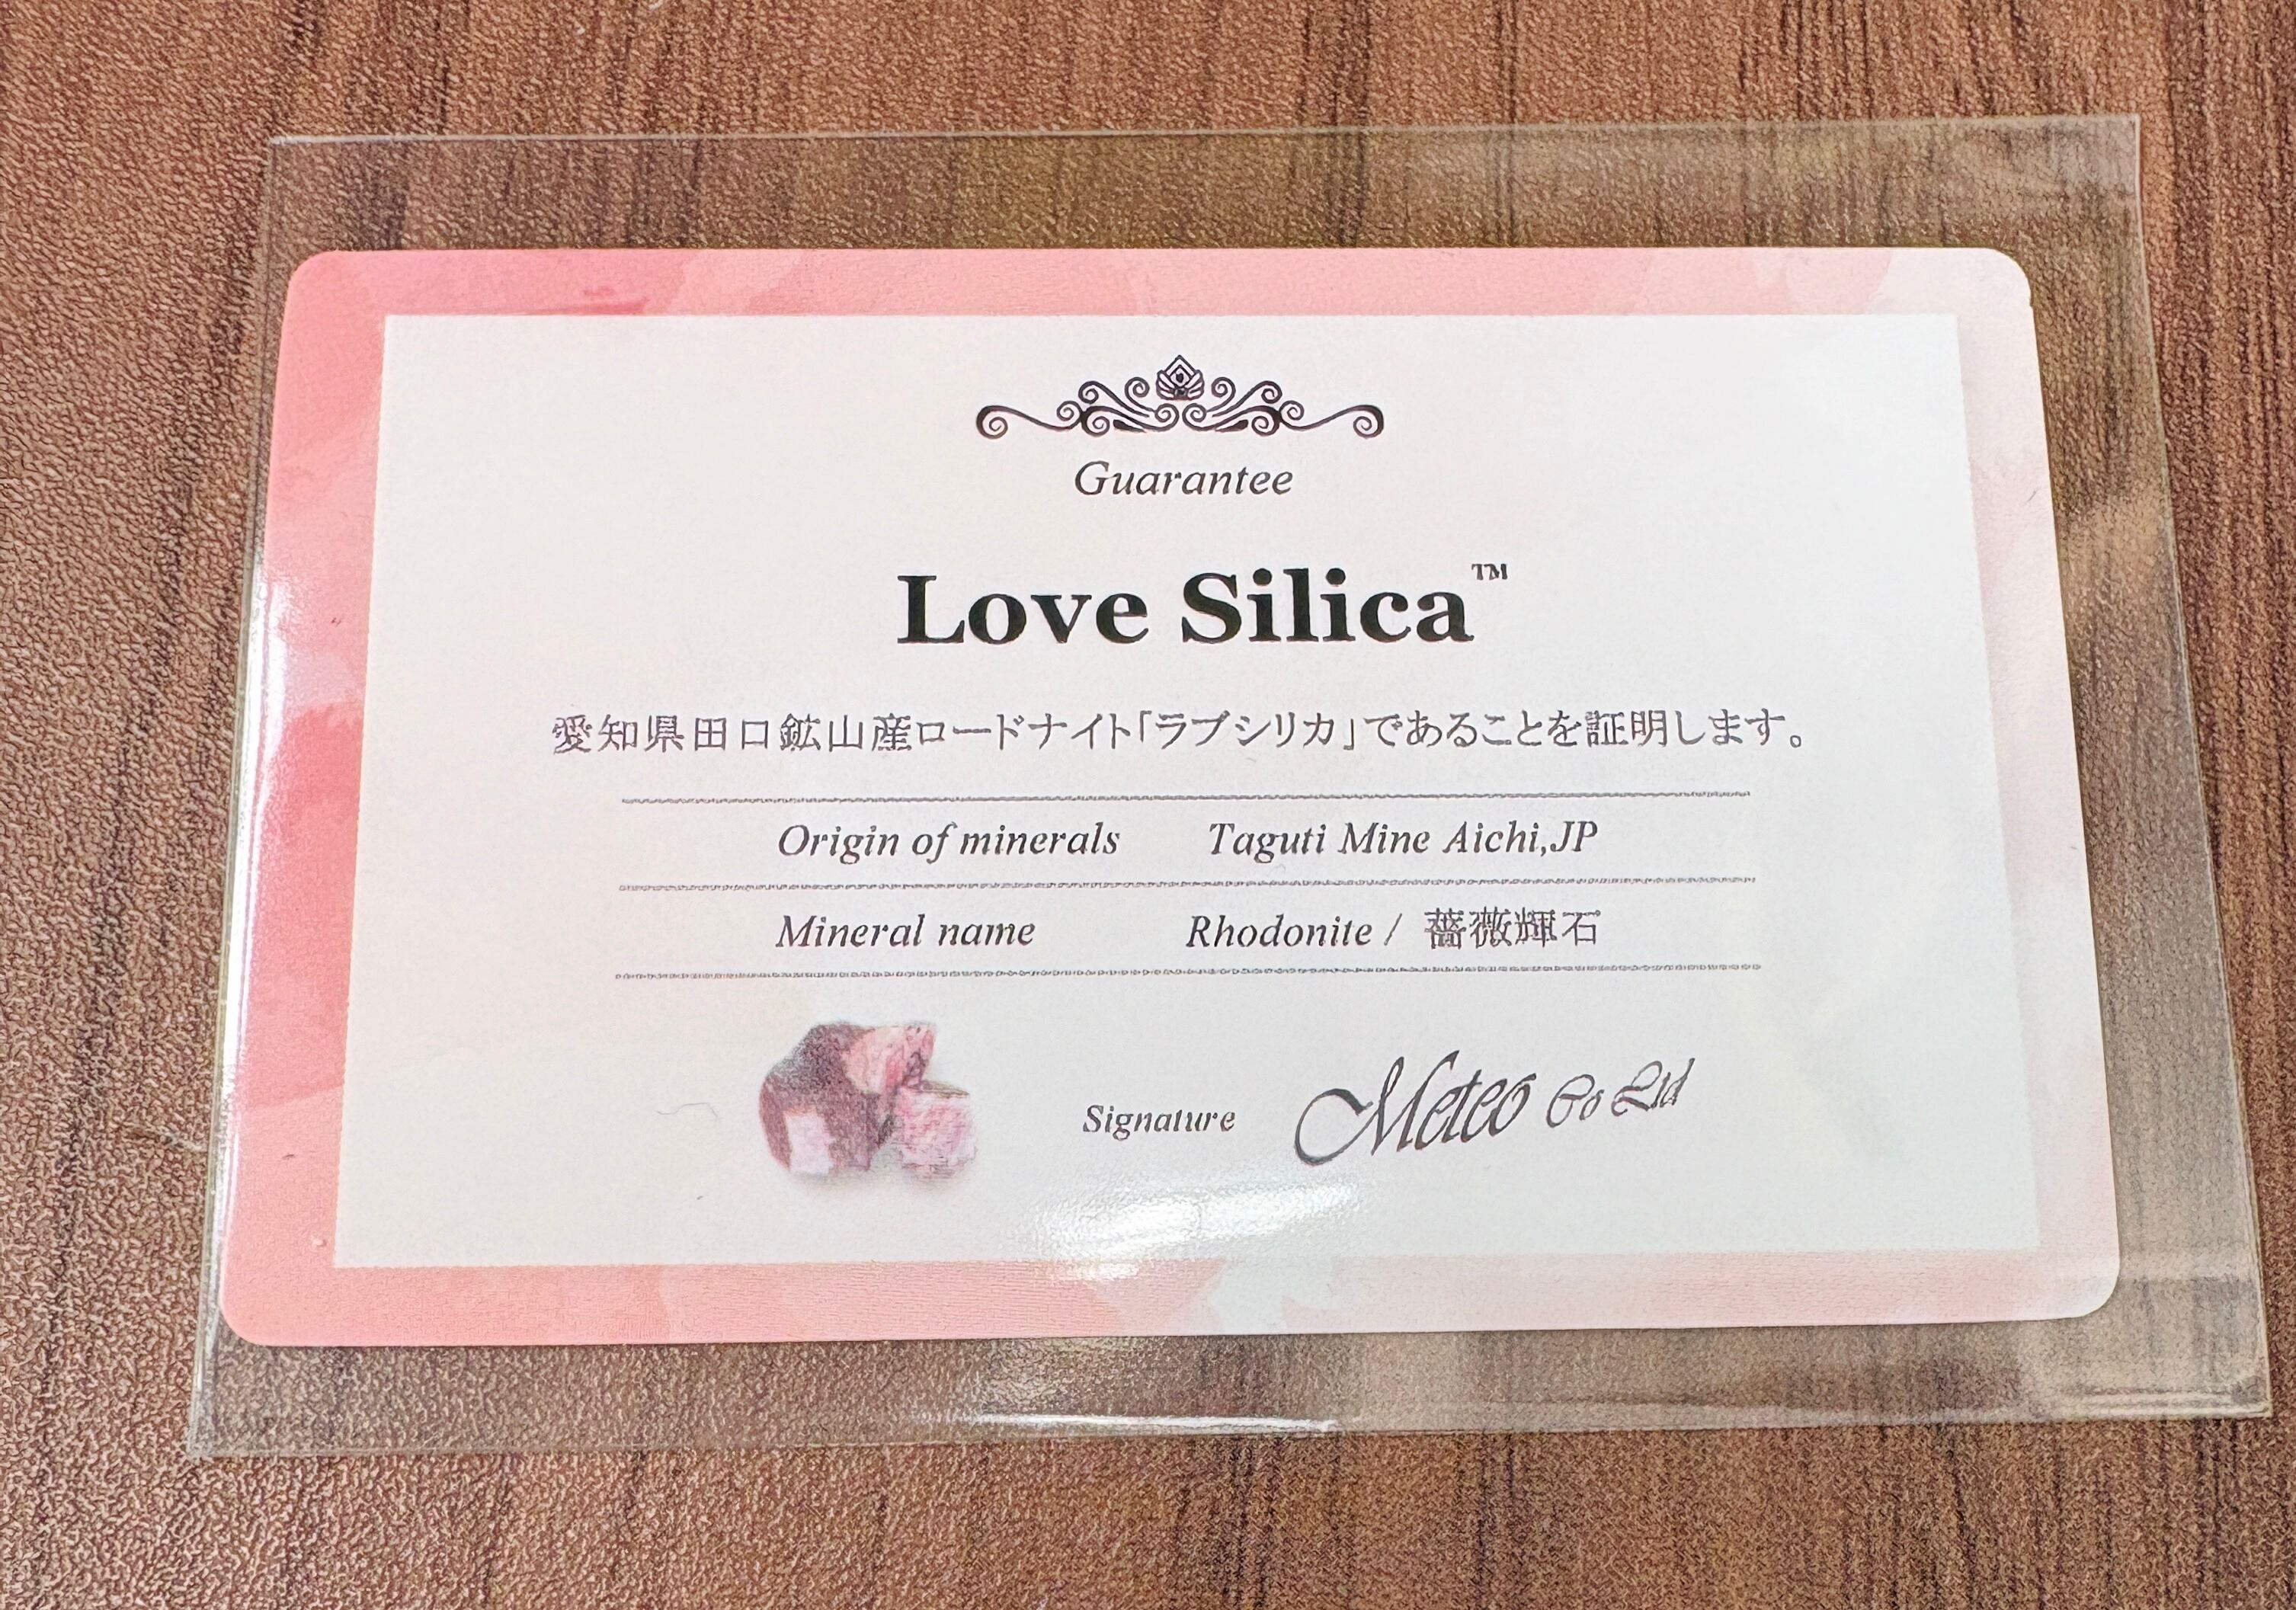 Guarantee
Love Silica™
愛知県田口鉱山産ロードナイト「ラブシリカ」であることを証明します。
Origin of minerals Taguti Mine Aichi,JP
Mineral name Rhodonite / 薔薇輝石
Signature Meteo Co Ltd